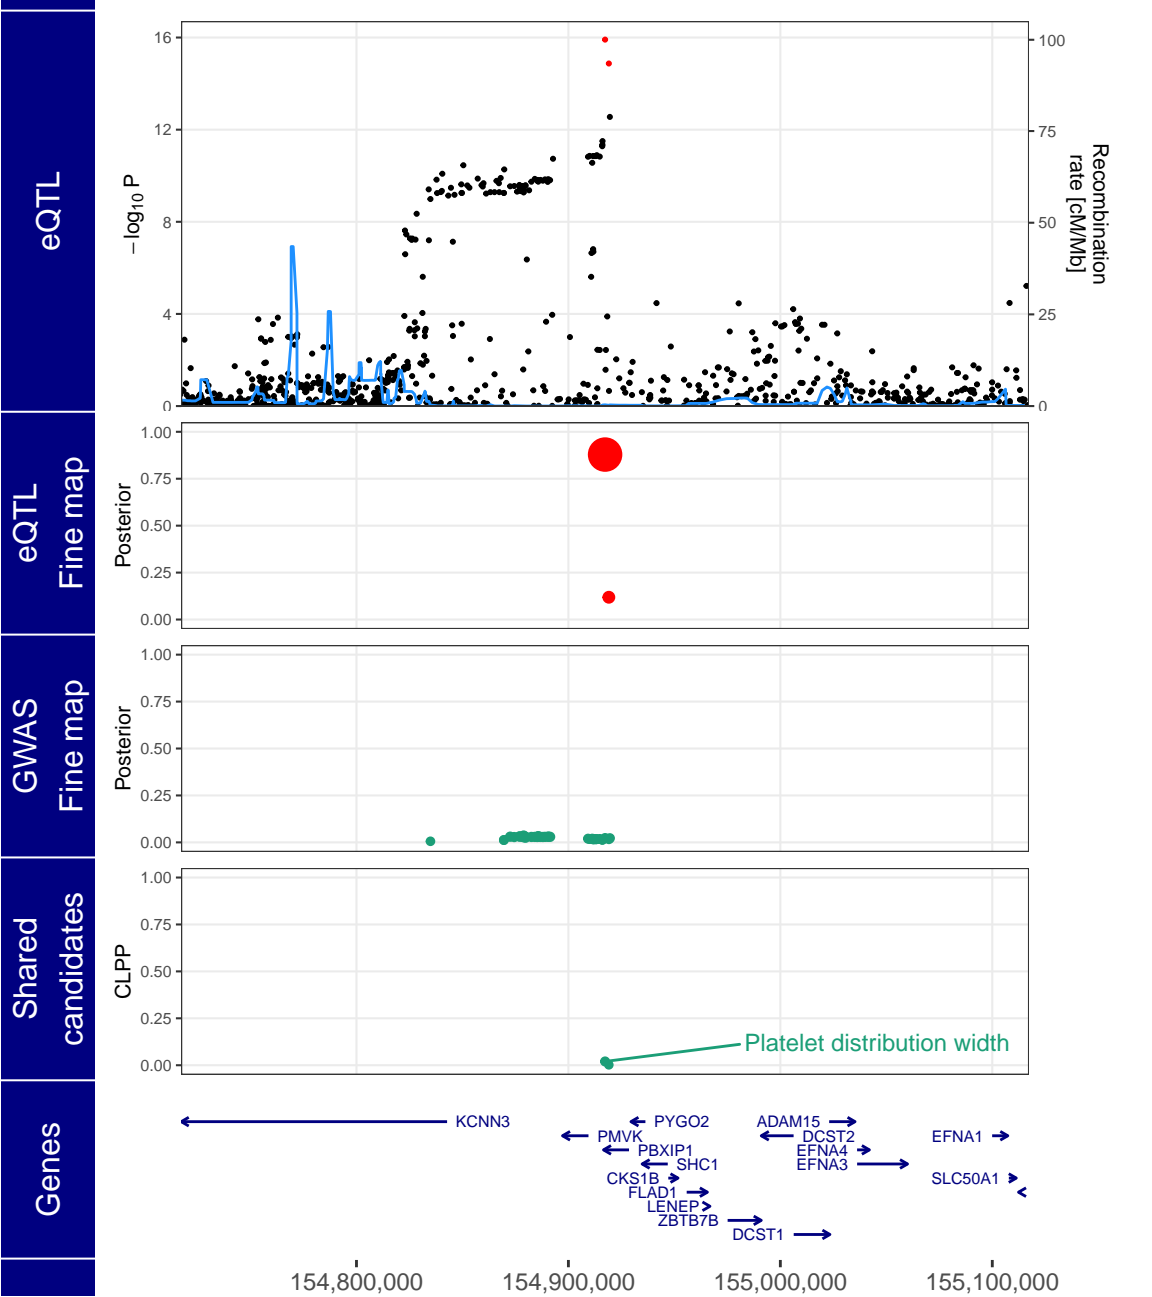 eQTL
−log10 P
16
12
8
4
0
100
75
50
25
0
Recombination
rate [cM/Mb]
eQTL
Fine map
Posterior
1.00
0.75
0.50
0.25
0.00
GWAS
Fine map
Posterior
1.00
0.75
0.50
0.25
0.00
Shared
candidates
CLPP
1.00
0.75
0.50
0.25
0.00
Platelet distribution width
Genes
KCNN3
PYGO2
ADAM15
PMVK
DCST2
EFNA1
PBXIP1
EFNA4
SHC1
EFNA3
CKS1B
SLC50A1
FLAD1
LENEP
ZBTB7B
DCST1
154,800,000
154,900,000
155,000,000
155,100,000